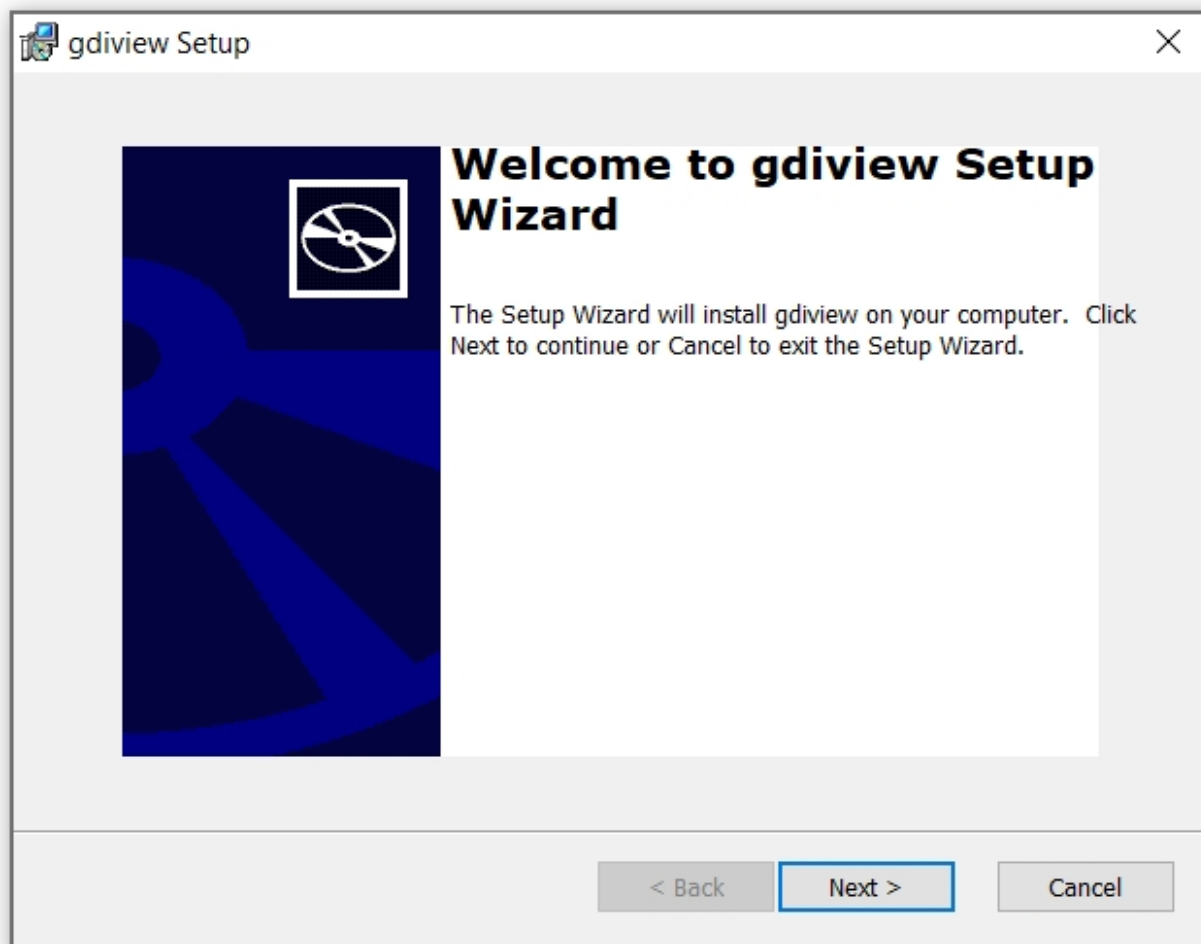 gdiview Setup
Welcome to gdiview Setup
Wizard
The Setup Wizard will install gdiview on your computer.  Click
Next to continue or Cancel to exit the Setup Wizard.
< Back
Next >
Cancel